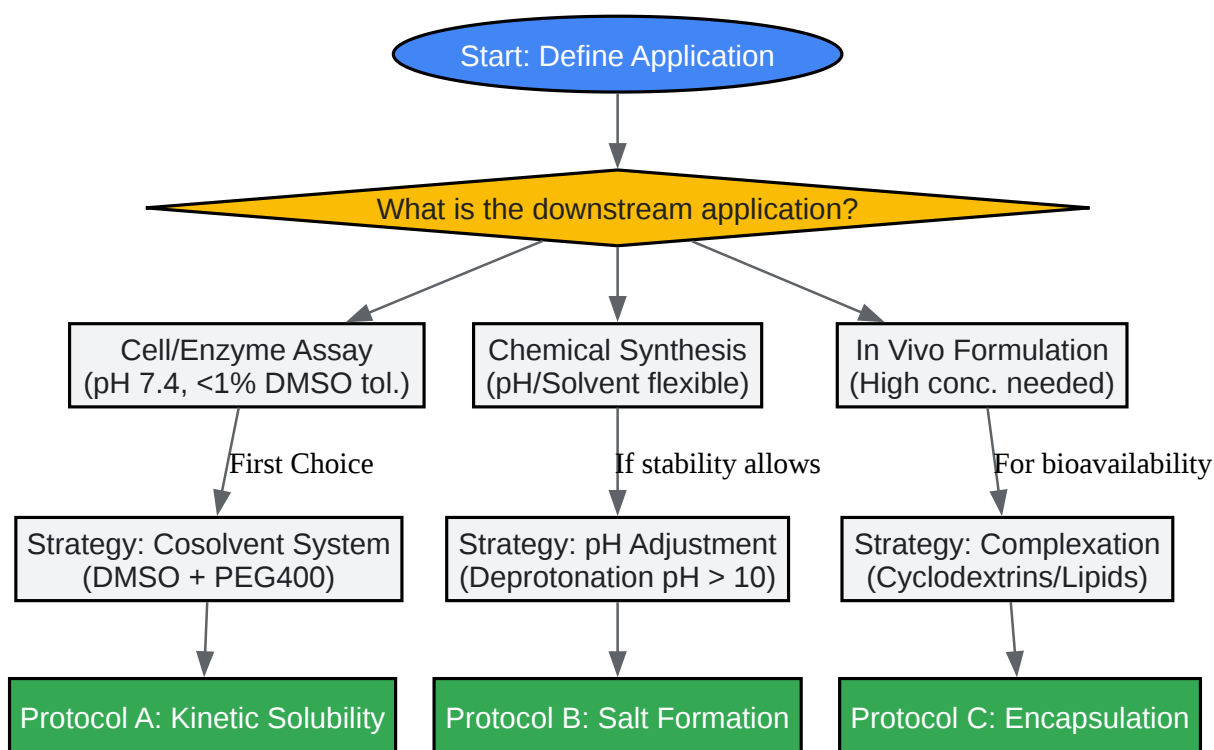 Start: Define Application
What is the downstream application?
Cell/Enzyme Assay
(pH 7.4, <1% DMSO tol.)
Chemical Synthesis
(pH/Solvent flexible)
In Vivo Formulation
(High conc. needed)
First Choice
If stability allows
For bioavailability
Strategy: Cosolvent System
(DMSO + PEG400)
Strategy: pH Adjustment
(Deprotonation pH > 10)
Strategy: Complexation
(Cyclodextrins/Lipids)
Protocol A: Kinetic Solubility
Protocol B: Salt Formation
Protocol C: Encapsulation